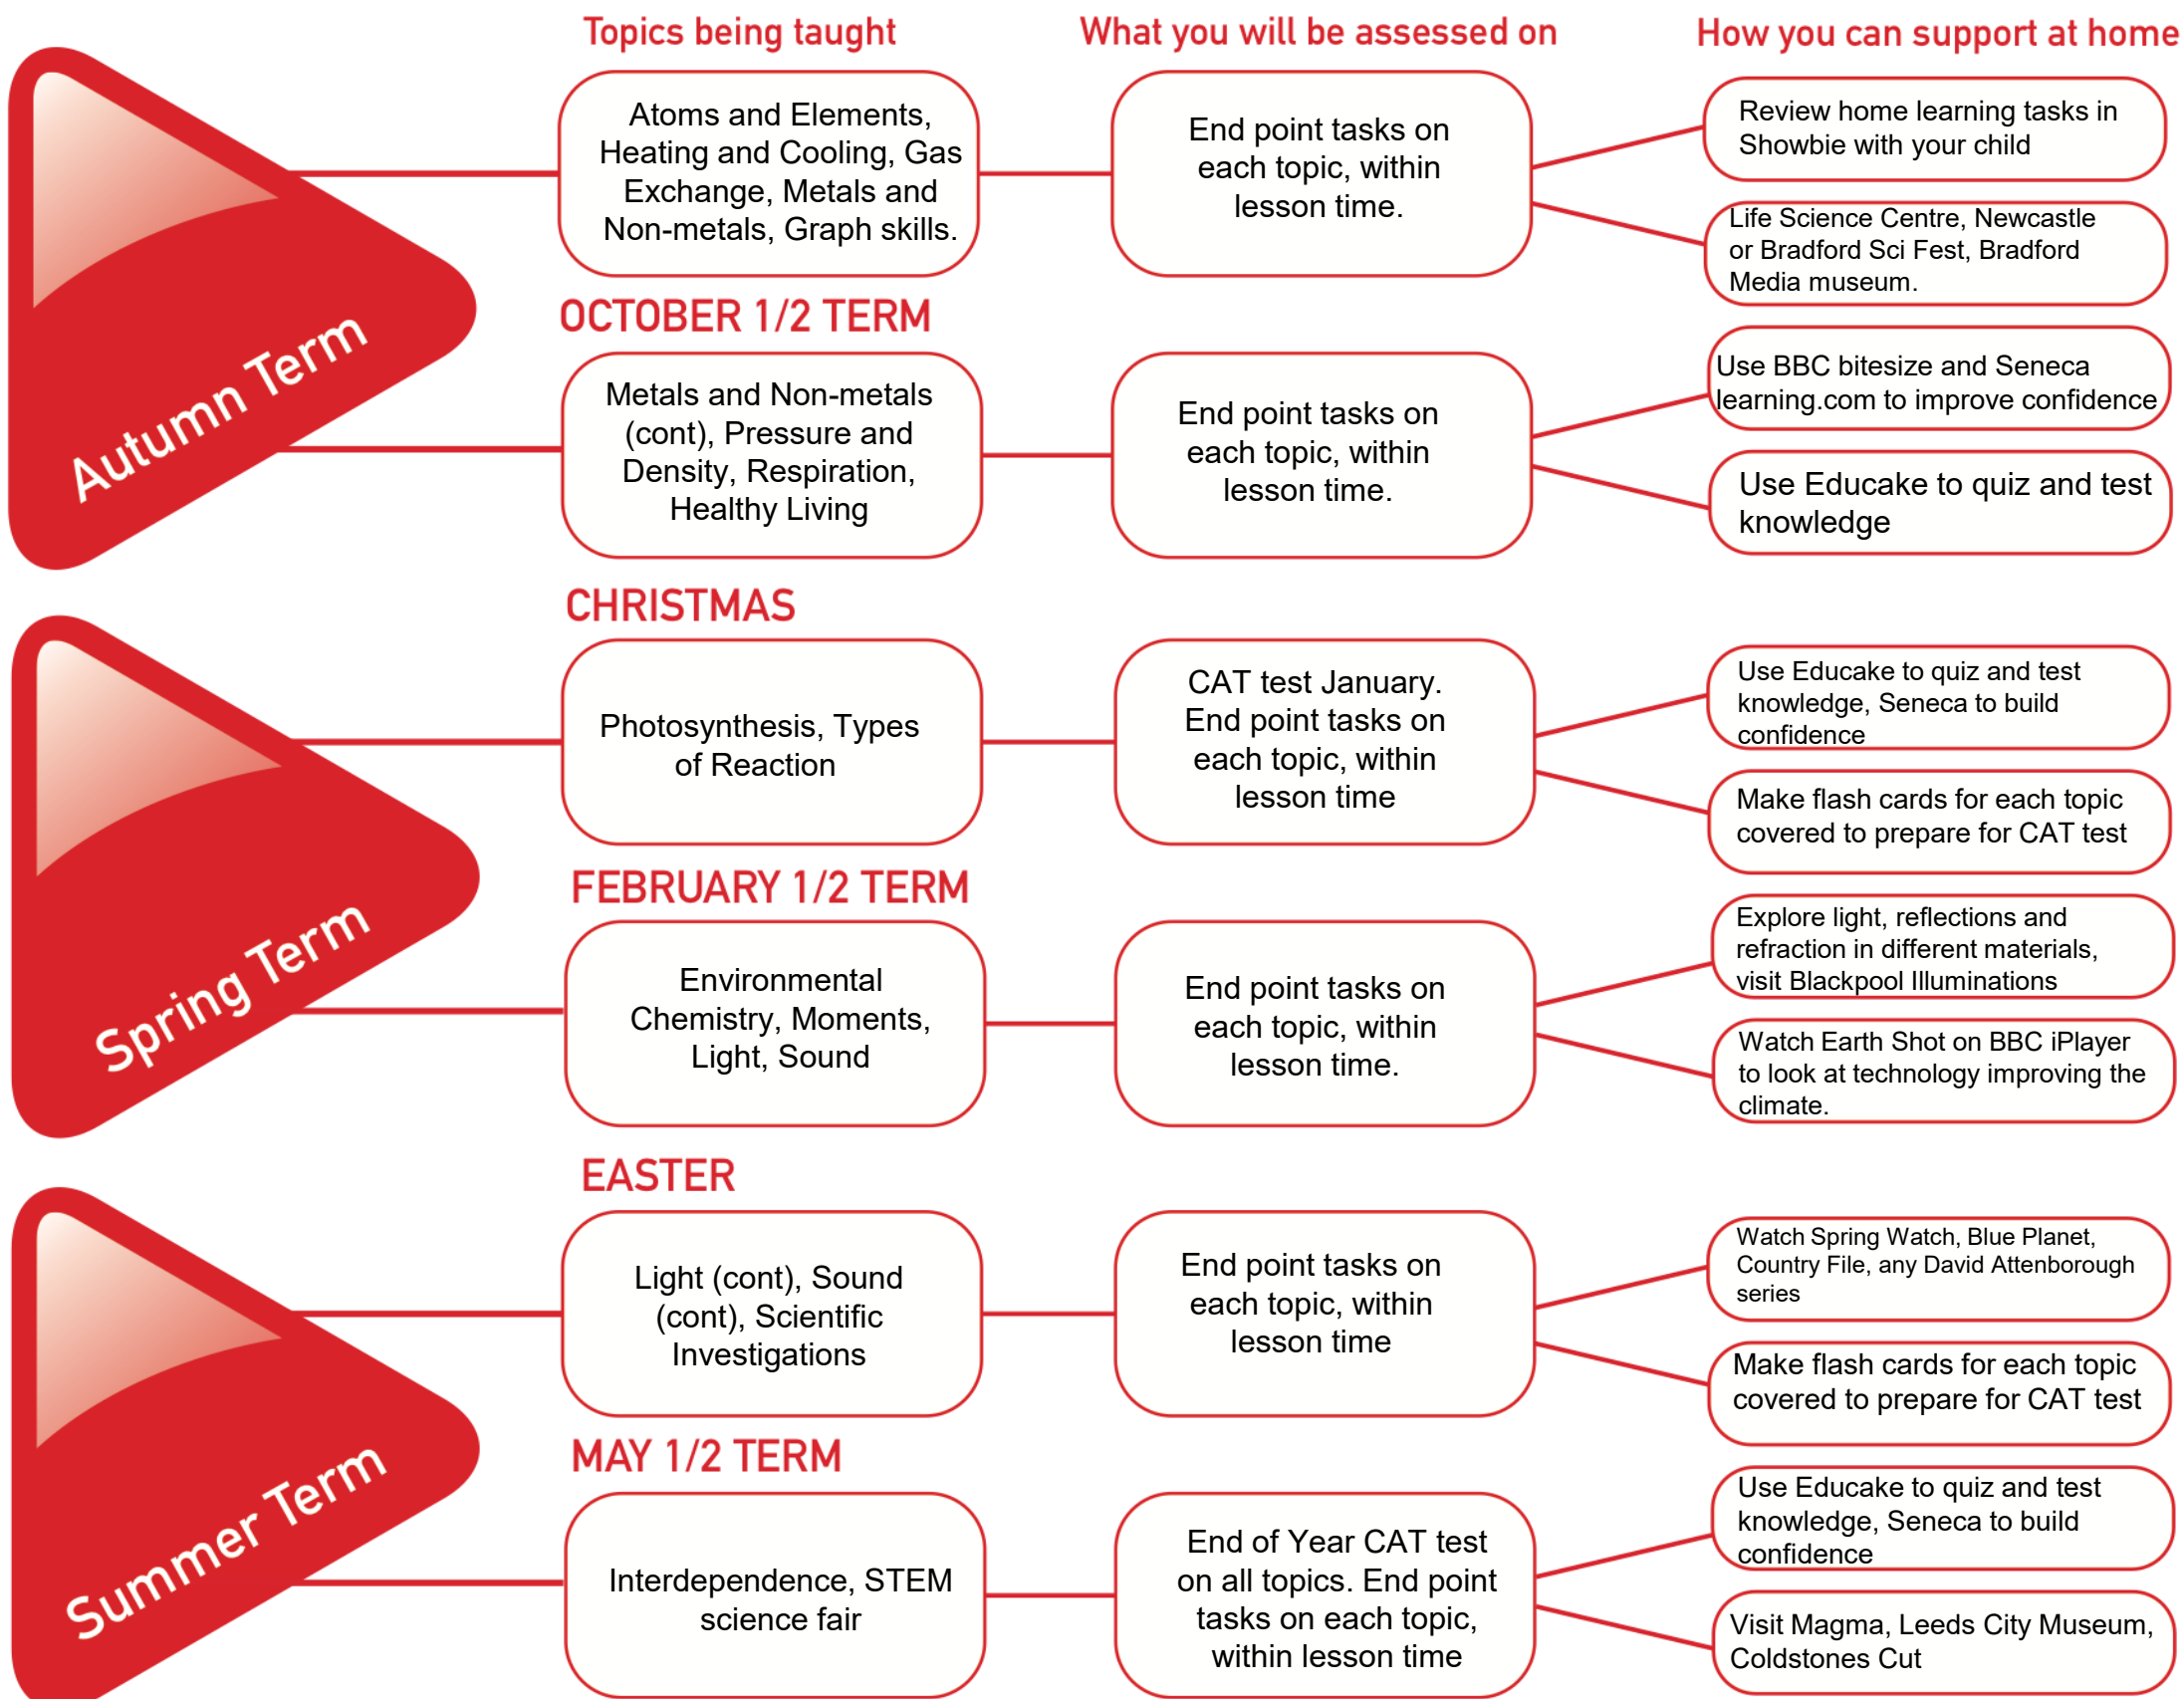 Topics being taught
What you will be assessed on
How you can support at home
Autumn Term
Atoms and Elements,
Heating and Cooling, Gas
Exchange, Metals and
Non-metals, Graph skills.
End point tasks on
each topic, within
lesson time.
Review home learning tasks in
Showbie with your child
Life Science Centre, Newcastle
or Bradford Sci Fest, Bradford
Media museum.
OCTOBER 1/2 TERM
Metals and Non-metals
(cont), Pressure and
Density, Respiration,
Healthy Living
End point tasks on
each topic, within
lesson time.
Use BBC bitesize and Seneca
learning.com to improve confidence
Use Educake to quiz and test
knowledge
CHRISTMAS
Spring Term
Photosynthesis, Types
of Reaction
CAT test January.
End point tasks on
each topic, within
lesson time
Use Educake to quiz and test
knowledge, Seneca to build
confidence
Make flash cards for each topic
covered to prepare for CAT test
FEBRUARY 1/2 TERM
Environmental
Chemistry, Moments,
Light, Sound
End point tasks on
each topic, within
lesson time.
Explore light, reflections and
refraction in different materials,
visit Blackpool Illuminations
Watch Earth Shot on BBC iPlayer
to look at technology improving the
climate.
EASTER
Summer Term
Light (cont), Sound
(cont), Scientific
Investigations
End point tasks on
each topic, within
lesson time
Watch Spring Watch, Blue Planet,
Country File, any David Attenborough
series
Make flash cards for each topic
covered to prepare for CAT test
MAY 1/2 TERM
Interdependence, STEM
science fair
End of Year CAT test
on all topics. End point
tasks on each topic,
within lesson time
Use Educake to quiz and test
knowledge, Seneca to build
confidence
Visit Magma, Leeds City Museum,
Coldstones Cut